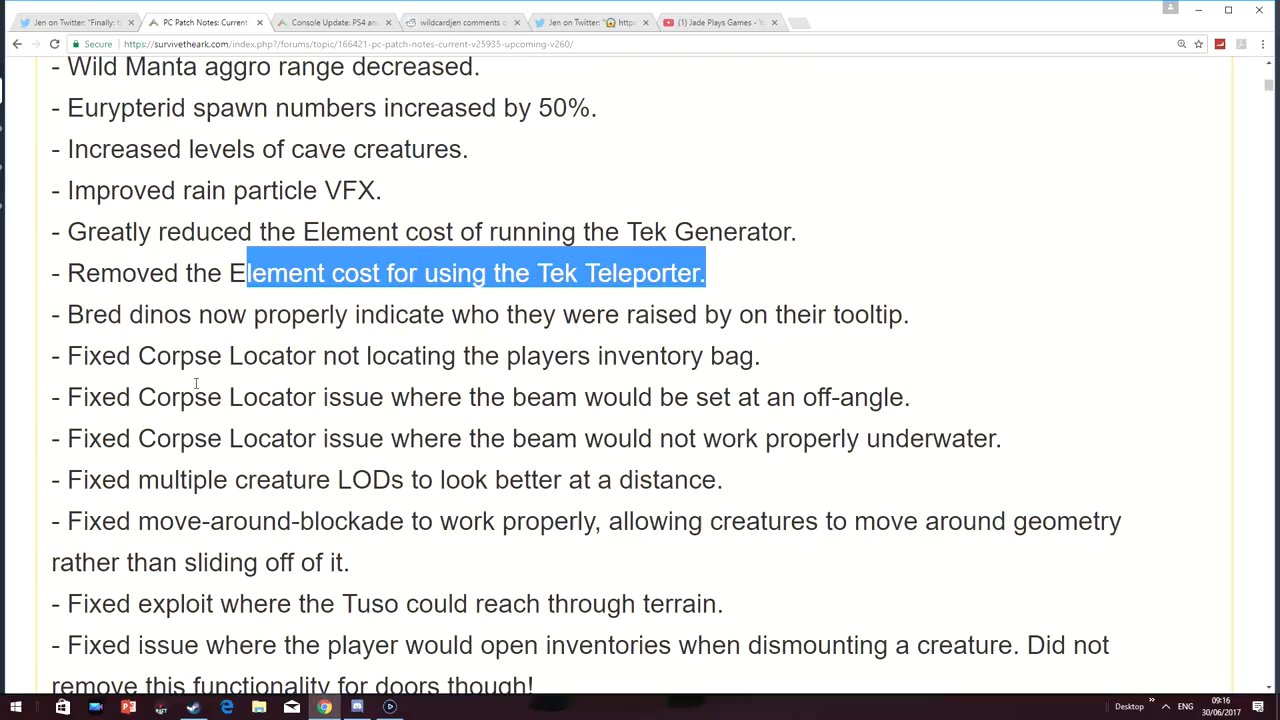 Jen on Twitter: "Finally: to
PC Patch Notes: Current
Console Update: PS4 and
wildcardjen comments o
Jen on Twitter: "
(1) Jade Plays Games - Y
Secure https://survivetheark.com/index.php?/forums/topic/166421-pc-patch-notes-current-v25935-upcoming-v260/
- Wild Manta aggro range decreased.
- Eurypterid spawn numbers increased by 50%.
- Increased levels of cave creatures.
- Improved rain particle VFX.
- Greatly reduced the Element cost of running the Tek Generator.
- Removed the Element cost for using the Tek Teleporter.
- Bred dinos now properly indicate who they were raised by on their tooltip.
- Fixed Corpse Locator not locating the players inventory bag.
- Fixed Corpse Locator issue where the beam would be set at an off-angle.
- Fixed Corpse Locator issue where the beam would not work properly underwater.
- Fixed multiple creature LODs to look better at a distance.
- Fixed move-around-blockade to work properly, allowing creatures to move around geometry
rather than sliding off of it.
- Fixed exploit where the Tuso could reach through terrain.
- Fixed issue where the player would open inventories when dismounting a creature. Did not
remove this functionality for doors though!
Desktop
ENG
09:16
30/06/2017